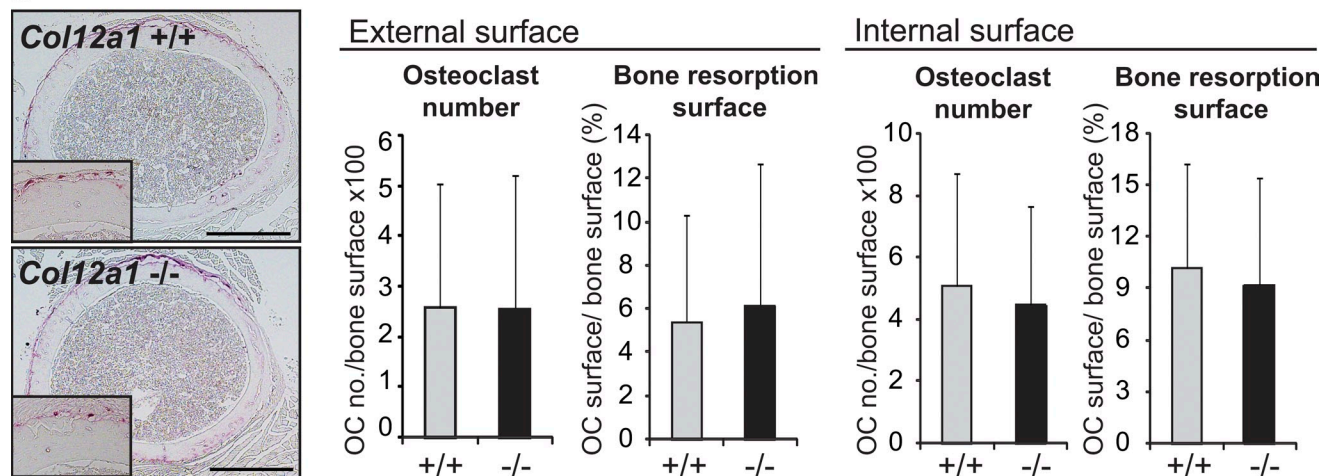 Col12a1 +/+
Col12a1 -/-
External surface
Osteoclast
number
OC no./bone surface x100
6
5
4
3
2
1
0
+/+ -/-
Bone resorption
surface
OC surface/ bone surface (%)
14
12
10
8
6
4
2
0
+/+ -/-
Internal surface
Osteoclast
number
OC no./bone surface x100
10
8
6
4
2
0
+/+ -/-
Bone resorption
surface
OC surface/ bone surface (%)
18
15
12
9
6
3
0
+/+ -/-